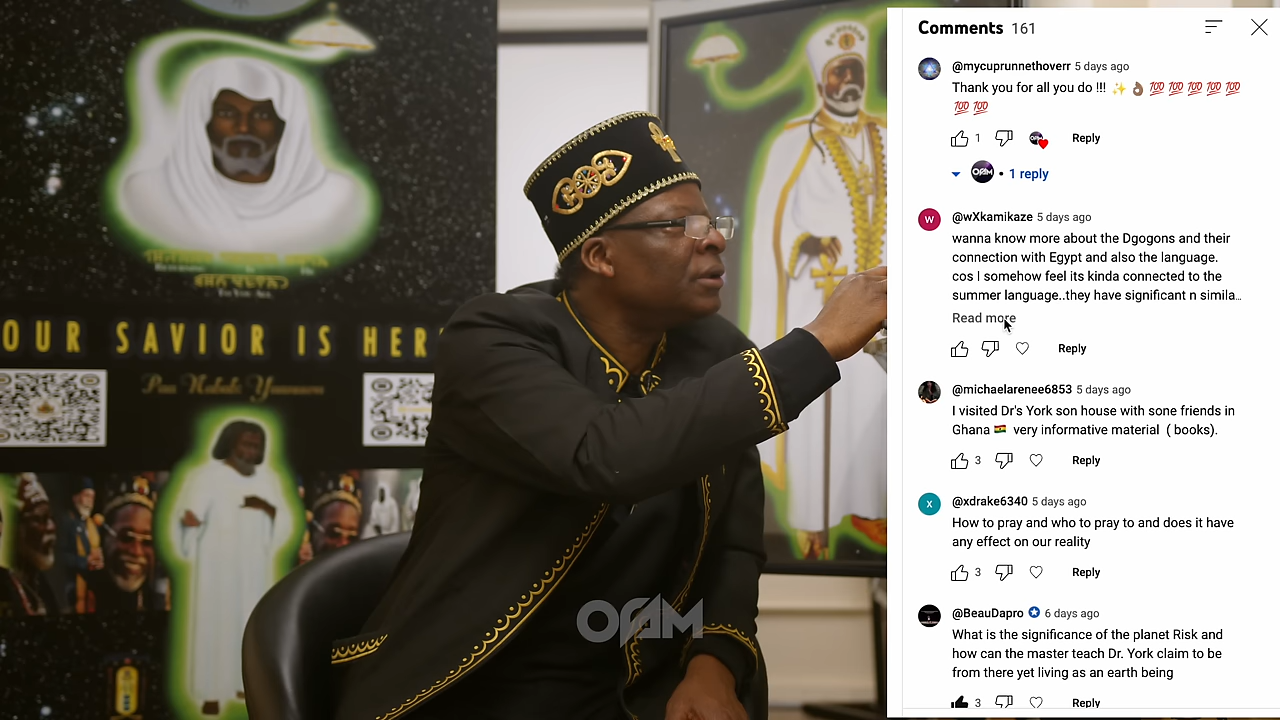 OUR SAVIOR IS HER
To You All
OFAM
Comments 161
@mycuprunnethoverr 5 days ago
Thank you for all you do !!! ✨ 👌🏾 💯 💯 💯 💯 💯
💯 💯
1 Reply
OFAM • 1 reply
W @wXkamikaze 5 days ago
wanna know more about the Dgogons and their
connection with Egypt and also the language.
cos I somehow feel its kinda connected to the
summer language..they have significant n simila…
Read more
Reply
@michaelarenee6853 5 days ago
I visited Dr's York son house with sone friends in
Ghana 🇬🇭 very informative material ( books).
3 Reply
X @xdrake6340 5 days ago
How to pray and who to pray to and does it have
any effect on our reality
3 Reply
@BeauDapro 6 days ago
What is the significance of the planet Risk and
how can the master teach Dr. York claim to be
from there yet living as an earth being
3 Reply